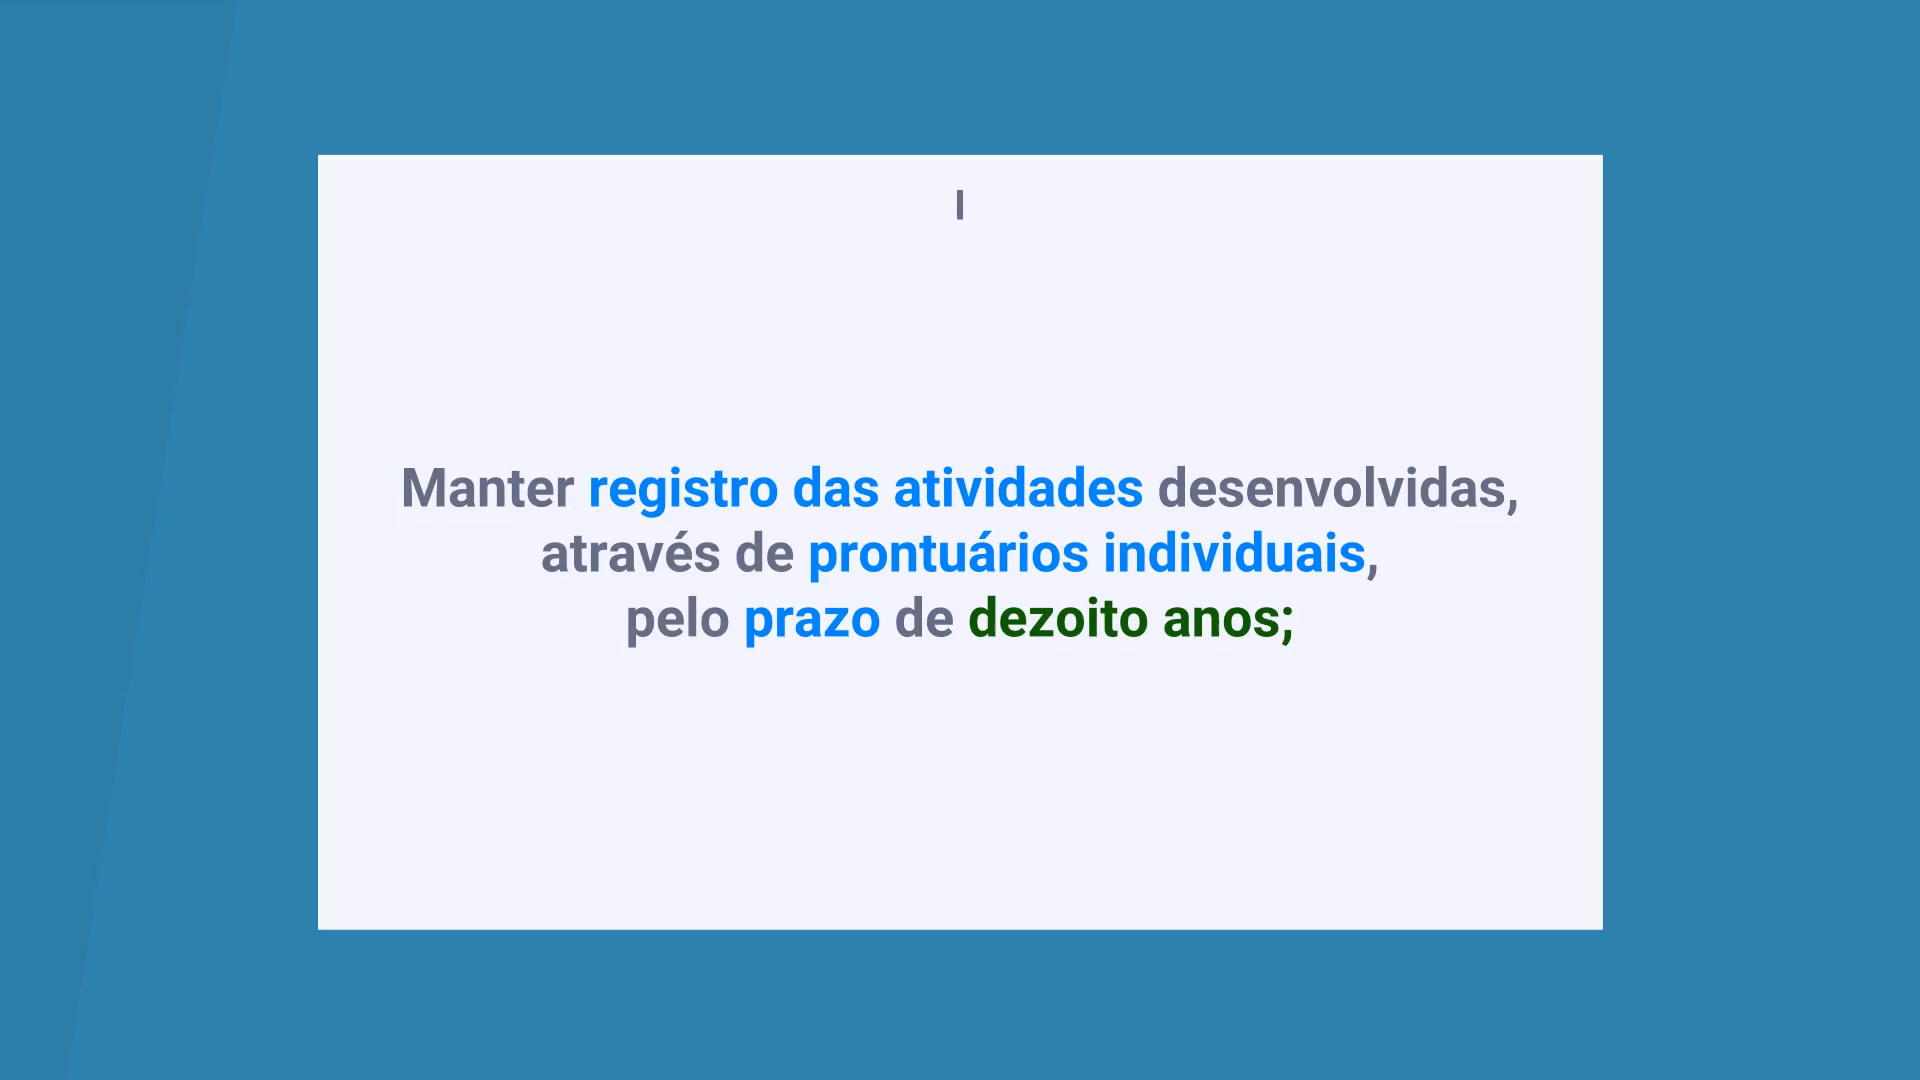 I
Manter registro das atividades desenvolvidas,
através de prontuários individuais,
pelo prazo de dezoito anos;